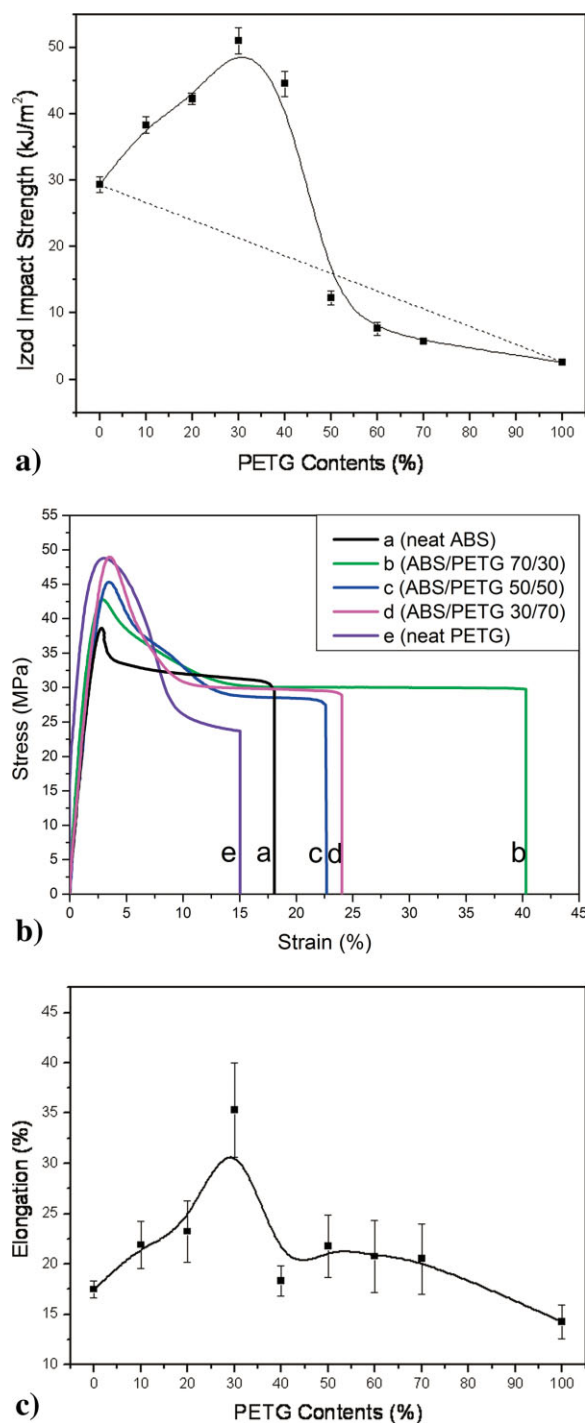 Izod Impact Strength (kJ/m²)
50
40
30
20
10
0
0 10 20 30 40 50 60 70 80 90 100
PETG Contents (%)
a)
Stress (MPa)
55
50
45
40
35
30
25
20
15
10
5
0
a (neat ABS)
b (ABS/PETG 70/30)
c (ABS/PETG 50/50)
d (ABS/PETG 30/70)
e (neat PETG)
e a c d b
0 5 10 15 20 25 30 35 40 45
Strain (%)
b)
Elongation (%)
45
40
35
30
25
20
15
10
0 10 20 30 40 50 60 70 80 90 100
PETG Contents (%)
c)